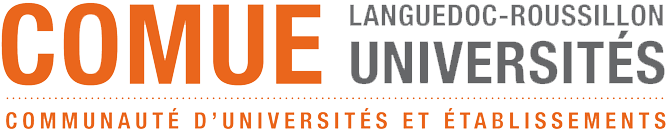 COMUE
LANGUEDOC-ROUSSILLON
UNIVERSITÉS
COMMUNAUTÉ D'UNIVERSITÉS ET ÉTABLISSEMENTS